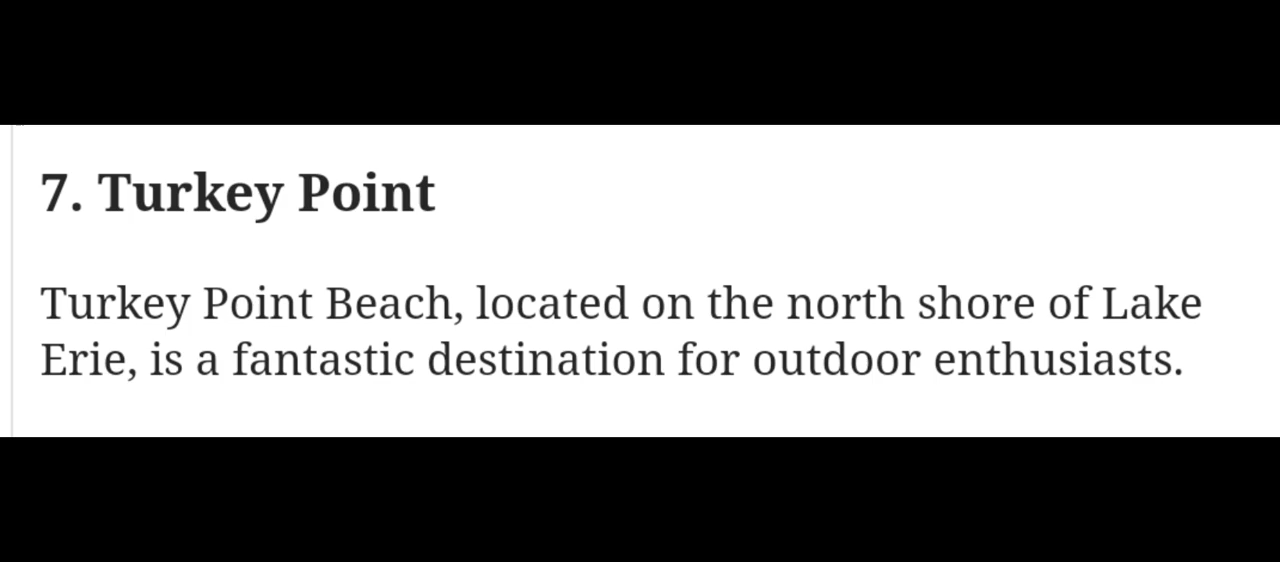 7. Turkey Point
Turkey Point Beach, located on the north shore of Lake
Erie, is a fantastic destination for outdoor enthusiasts.